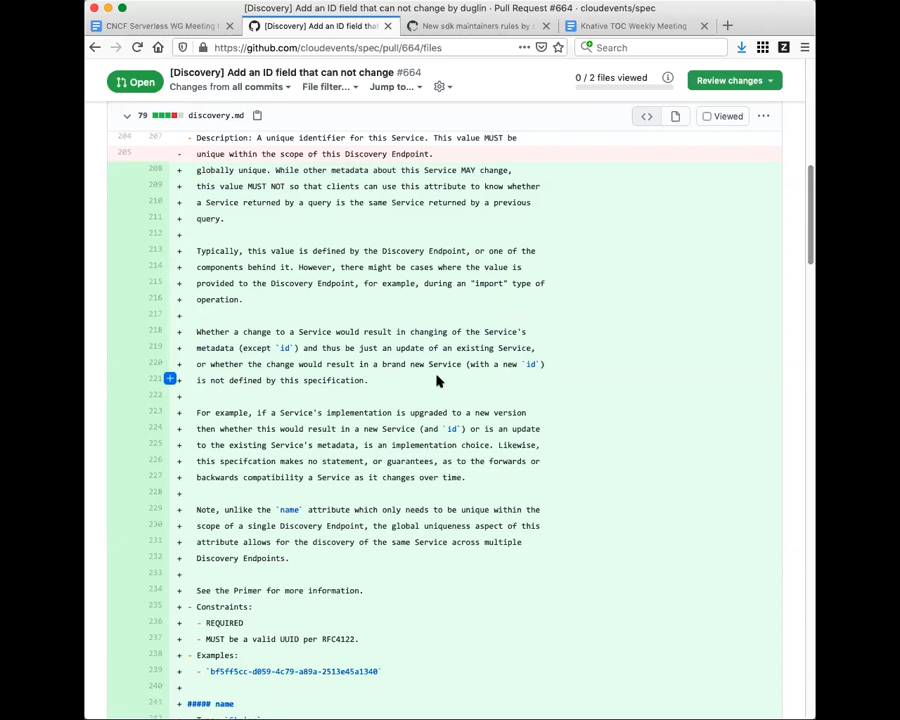 [Discovery] Add an ID field that can not change by duglin · Pull Request #664 · cloudevents/spec
CNCF Serverless WG Meeting
[Discovery] Add an ID field that c
New sdk maintainers rules by
Knative TOC Weekly Meeting
https://github.com/cloudevents/spec/pull/664/files
Search
Open
[Discovery] Add an ID field that can not change #664
Changes from all commits
File filter...
Jump to...
0 / 2 files viewed
Review changes
79
discovery.md
Viewed
204 207 - Description: A unique identifier for this Service. This value MUST be
205 - unique within the scope of this Discovery Endpoint.
208 + globally unique. While other metadata about this Service MAY change,
209 + this value MUST NOT so that clients can use this attribute to know whether
210 + a Service returned by a query is the same Service returned by a previous
211 + query.
212 +
213 + Typically, this value is defined by the Discovery Endpoint, or one of the
214 + components behind it. However, there might be cases where the value is
215 + provided to the Discovery Endpoint, for example, during an "import" type of
216 + operation.
217 +
218 + Whether a change to a Service would result in changing of the Service's
219 + metadata (except `id`) and thus be just an update of an existing Service,
220 + or whether the change would result in a brand new Service (with a new `id`)
221 + is not defined by this specification.
222 +
223 + For example, if a Service's implementation is upgraded to a new version
224 + then whether this would result in a new Service (and `id`) or is an update
225 + to the existing Service's metadata, is an implementation choice. Likewise,
226 + this specifcation makes no statement, or guarantees, as to the forwards or
227 + backwards compatibility a Service as it changes over time.
228 +
229 + Note, unlike the `name` attribute which only needs to be unique within the
230 + scope of a single Discovery Endpoint, the global uniqueness aspect of this
231 + attribute allows for the discovery of the same Service across multiple
232 + Discovery Endpoints.
233 +
234 + See the Primer for more information.
235 + - Constraints:
236 + - REQUIRED
237 + - MUST be a valid UUID per RFC4122.
238 + - Examples:
239 + - `bf5ff5cc-d059-4c79-a89a-2513e45a1340`
240 +
241 + ##### name